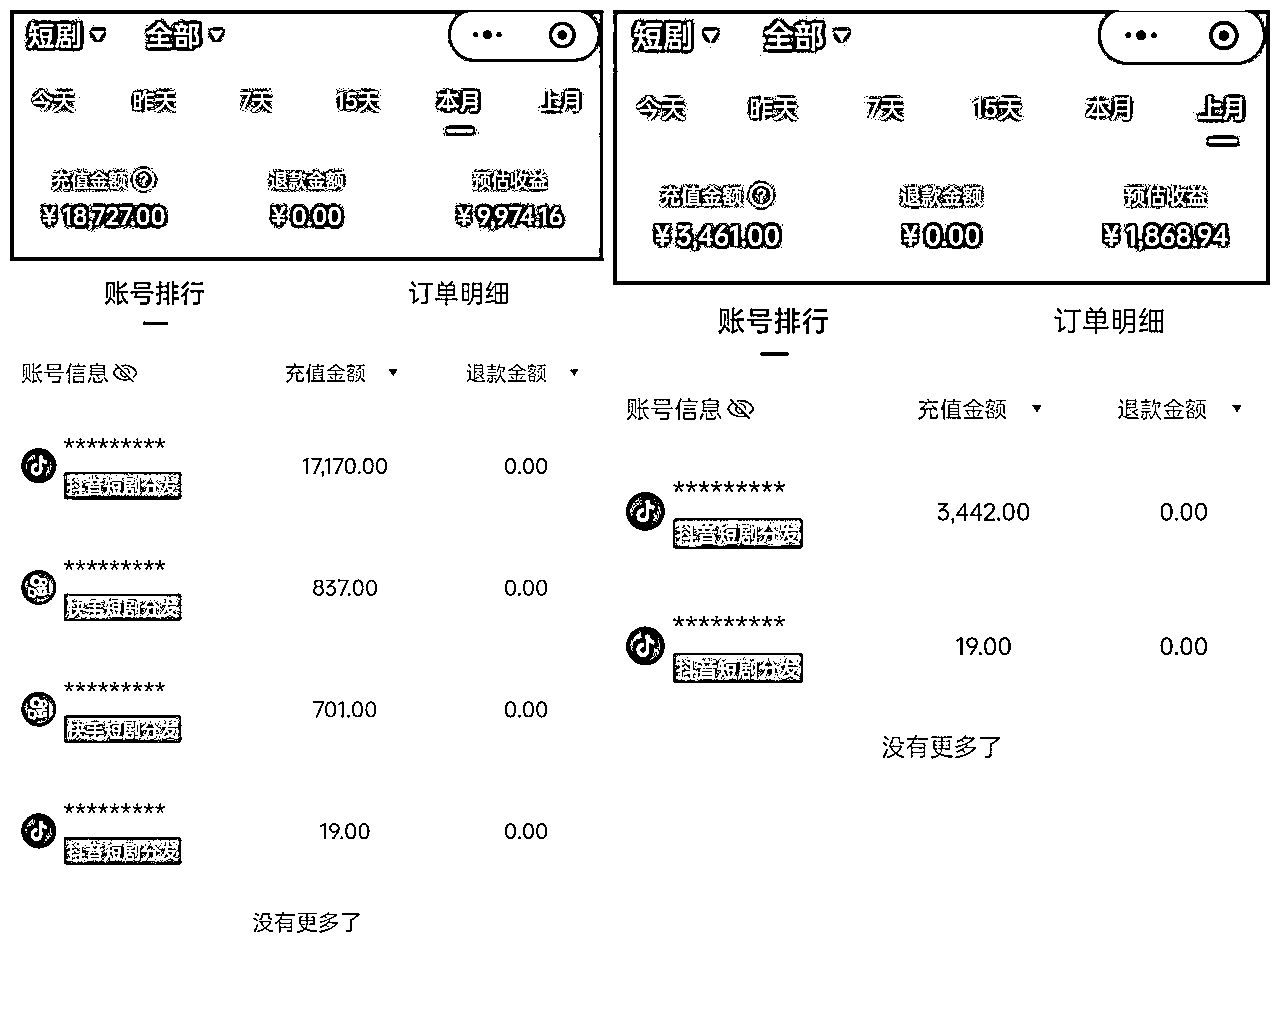 短剧 全部
今天 昨天 7天 15天 本月 上月
充值金额 退款金额 预估收益
¥18,727.00 ¥0.00 ¥9,974.16
账号排行 订单明细
账号信息 充值金额 退款金额
*********
抖音短剧分发
17,170.00 0.00
*********
快手短剧分发
837.00 0.00
*********
快手短剧分发
701.00 0.00
*********
抖音短剧分发
19.00 0.00
没有更多了
短剧 全部
今天 昨天 7天 15天 本月 上月
充值金额 退款金额 预估收益
¥3,461.00 ¥0.00 ¥1,868.94
账号排行 订单明细
账号信息 充值金额 退款金额
*********
抖音短剧分发
3,442.00 0.00
*********
抖音短剧分发
19.00 0.00
没有更多了